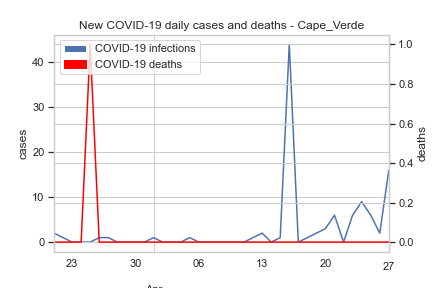 New COVID-19 daily cases and deaths - Cape_Verde
COVID-19 infections
COVID-19 deaths
cases
deaths
40
30
20
10
0
1.0
0.8
0.6
0.4
0.2
0.0
23 30 06 13 20 27
Apr